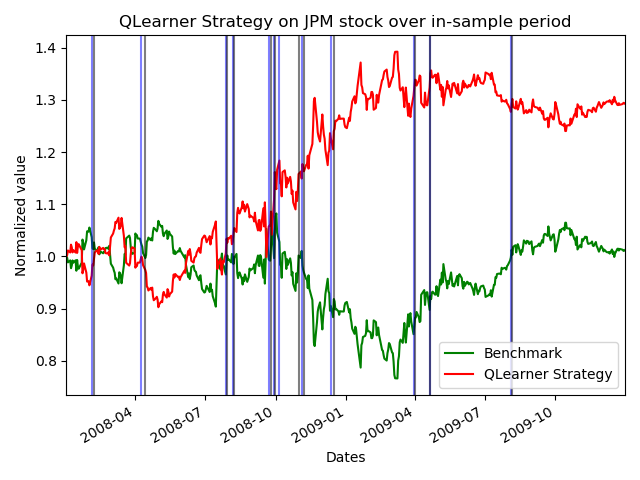 QLearner Strategy on JPM stock over in-sample period
Normalized value
1.4
1.3
1.2
1.1
1.0
0.9
0.8
Benchmark
QLearner Strategy
2008-04
2008-07
2008-10
2009-01
2009-04
2009-07
2009-10
Dates